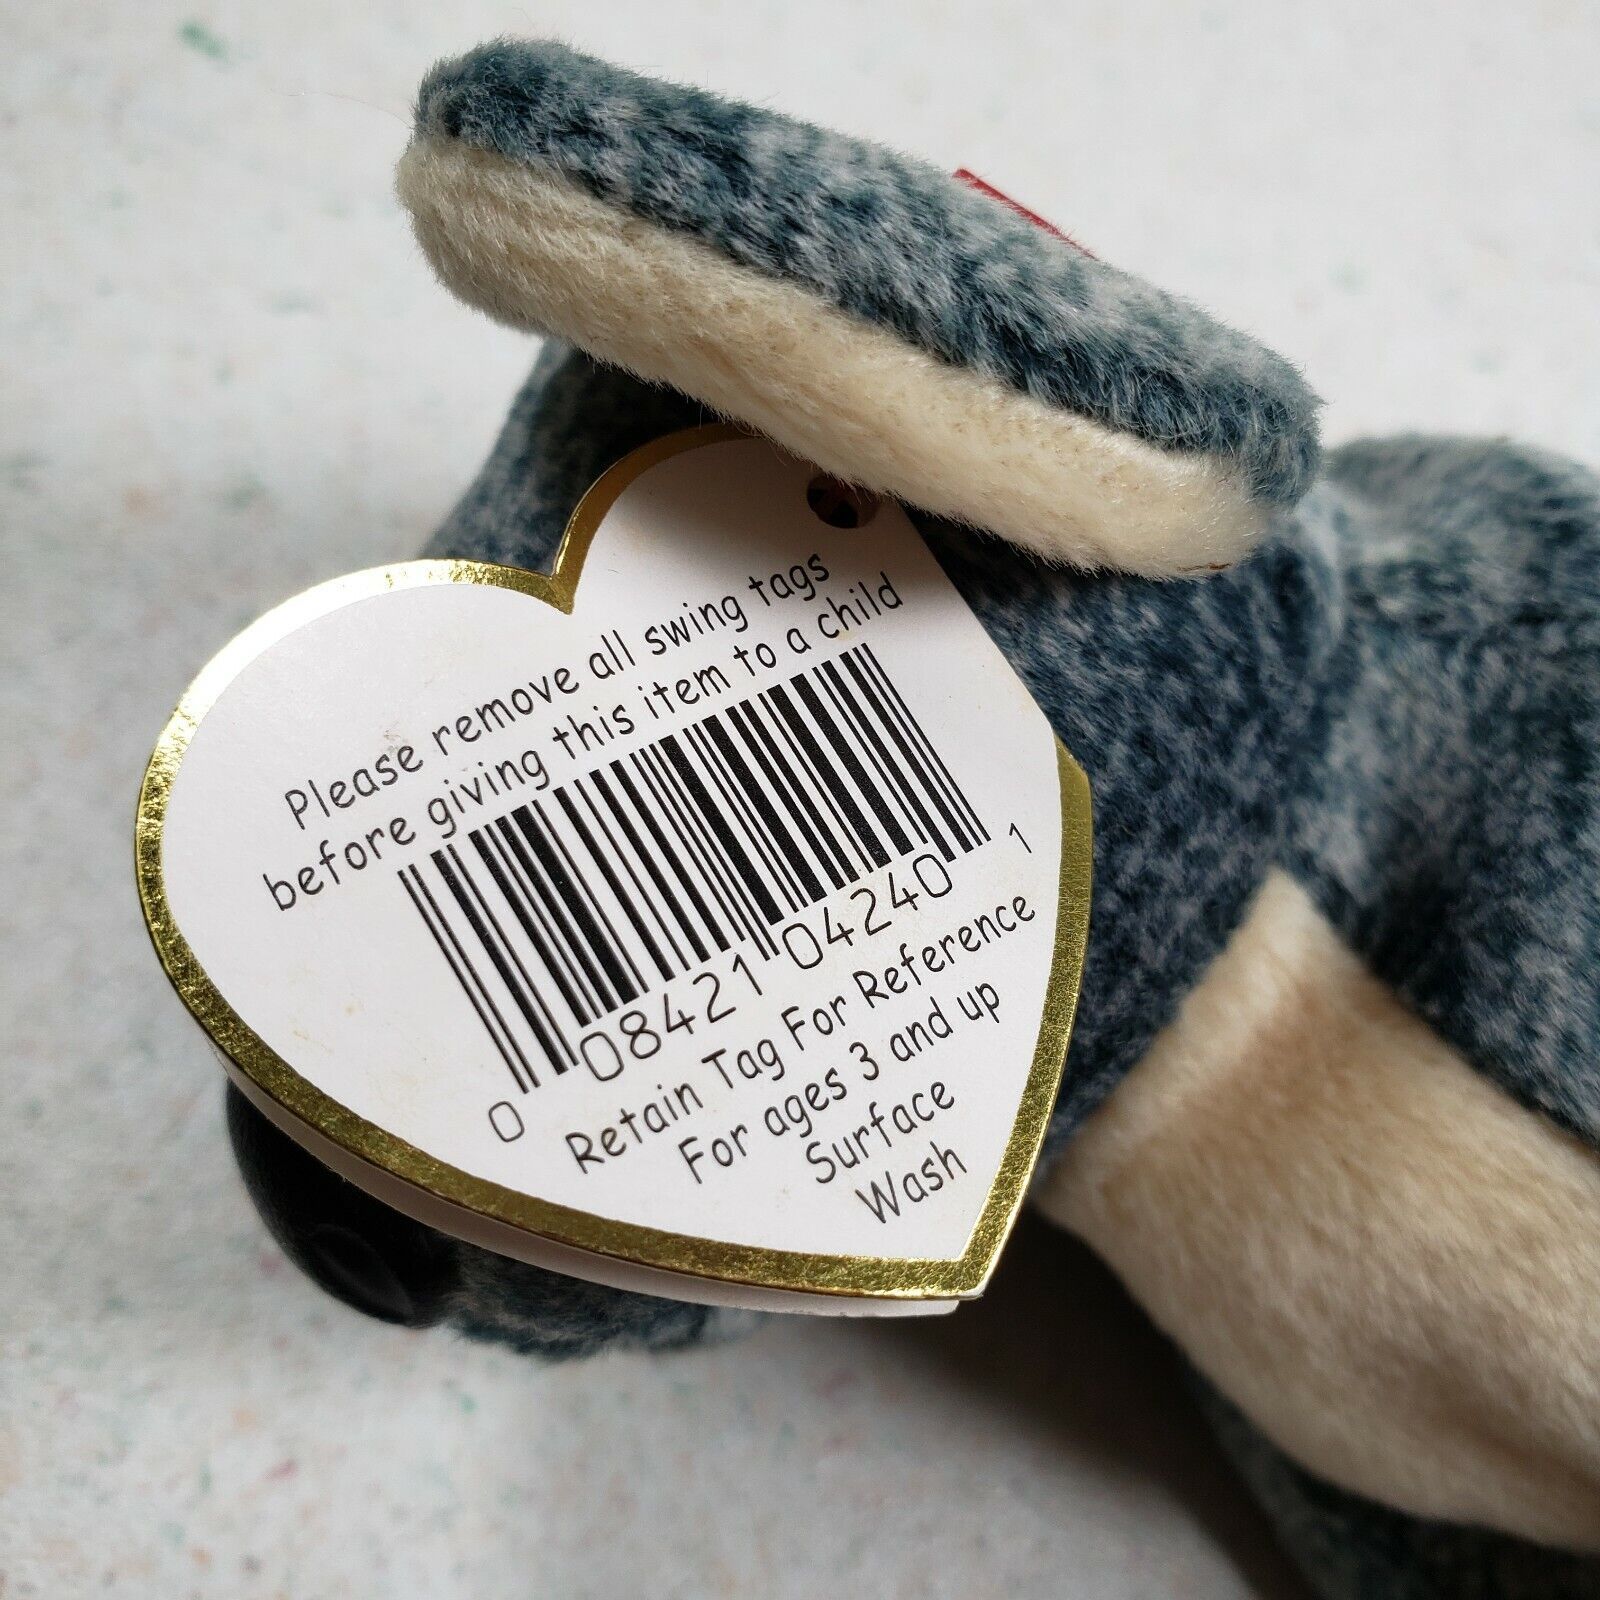 Please remove all swing tags
before giving this item to a child
0 08421 04240 1
Retain Tag For Reference
For ages 3 and up
Surface
Wash